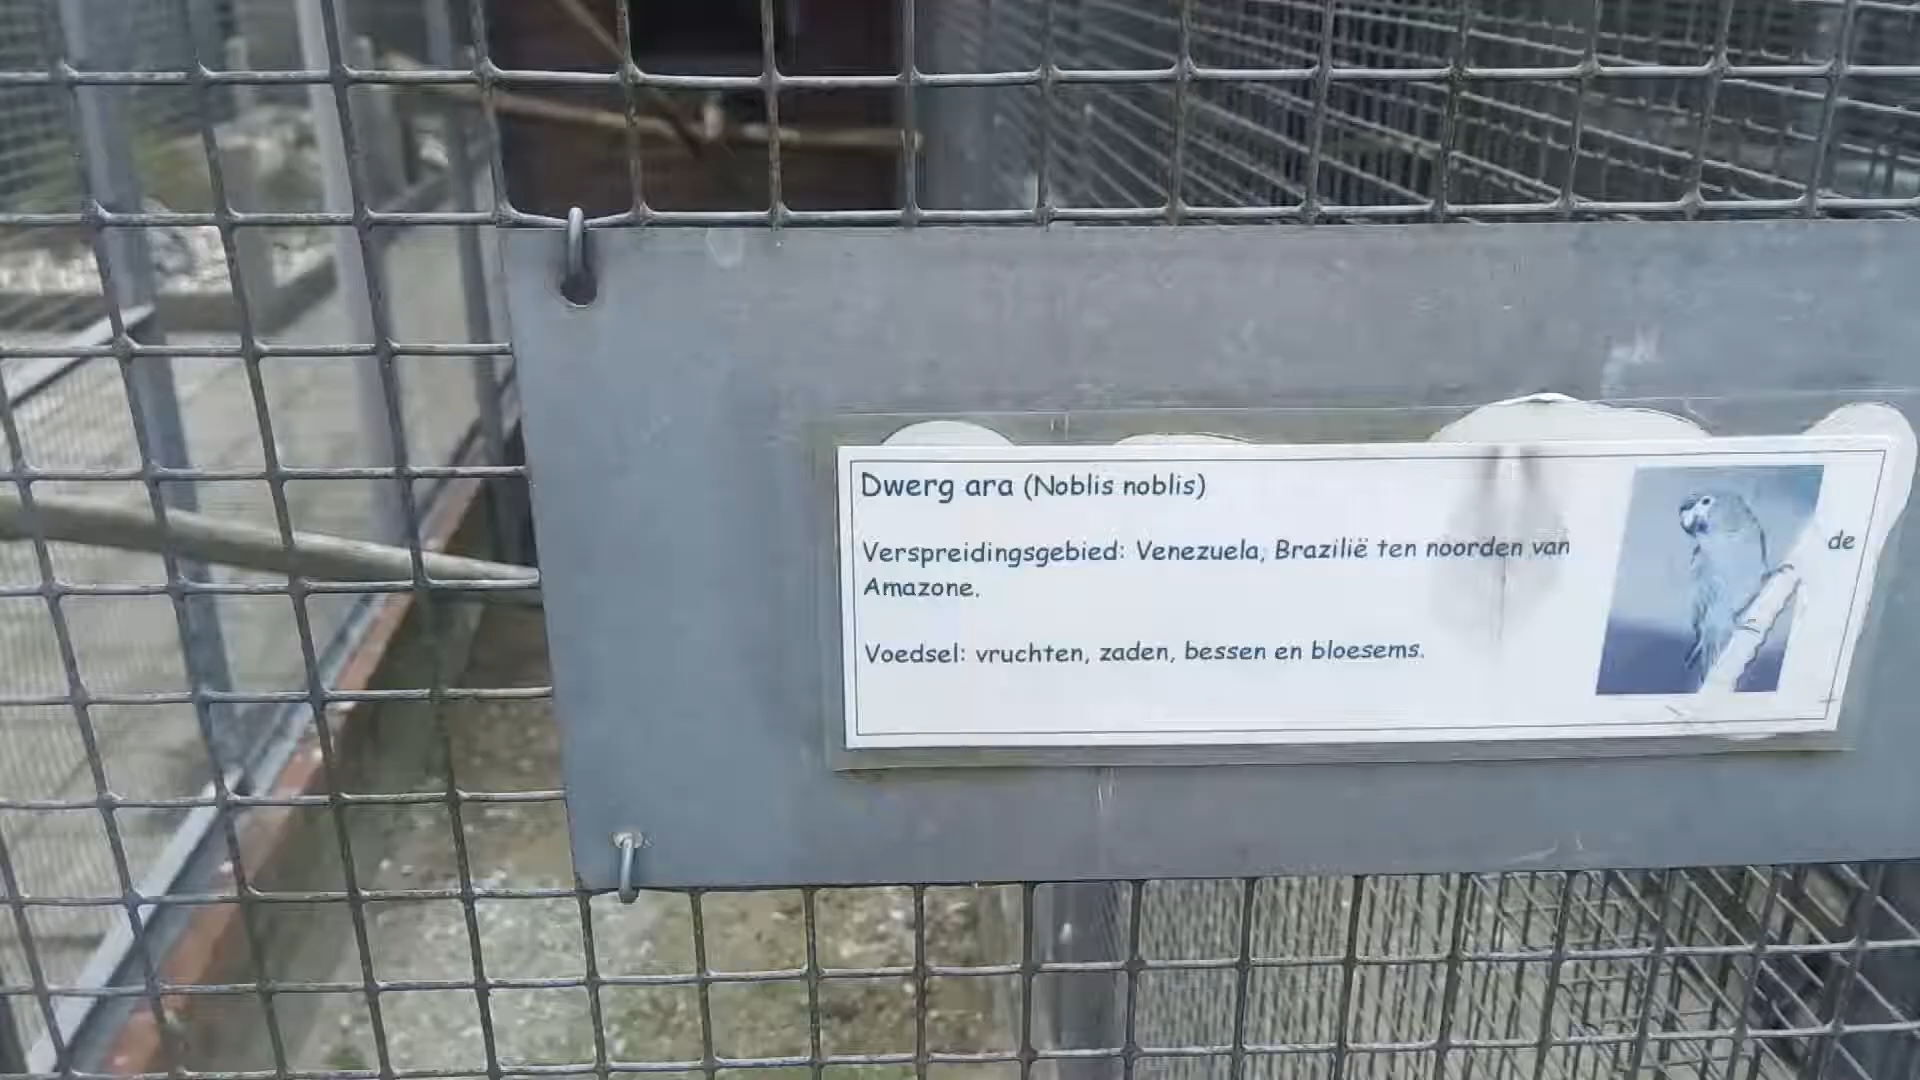 Dwerg ara (Noblis noblis)
Verspreidingsgebied: Venezuela, Brazilië ten noorden van de
Amazone.
Voedsel: vruchten, zaden, bessen en bloesems.